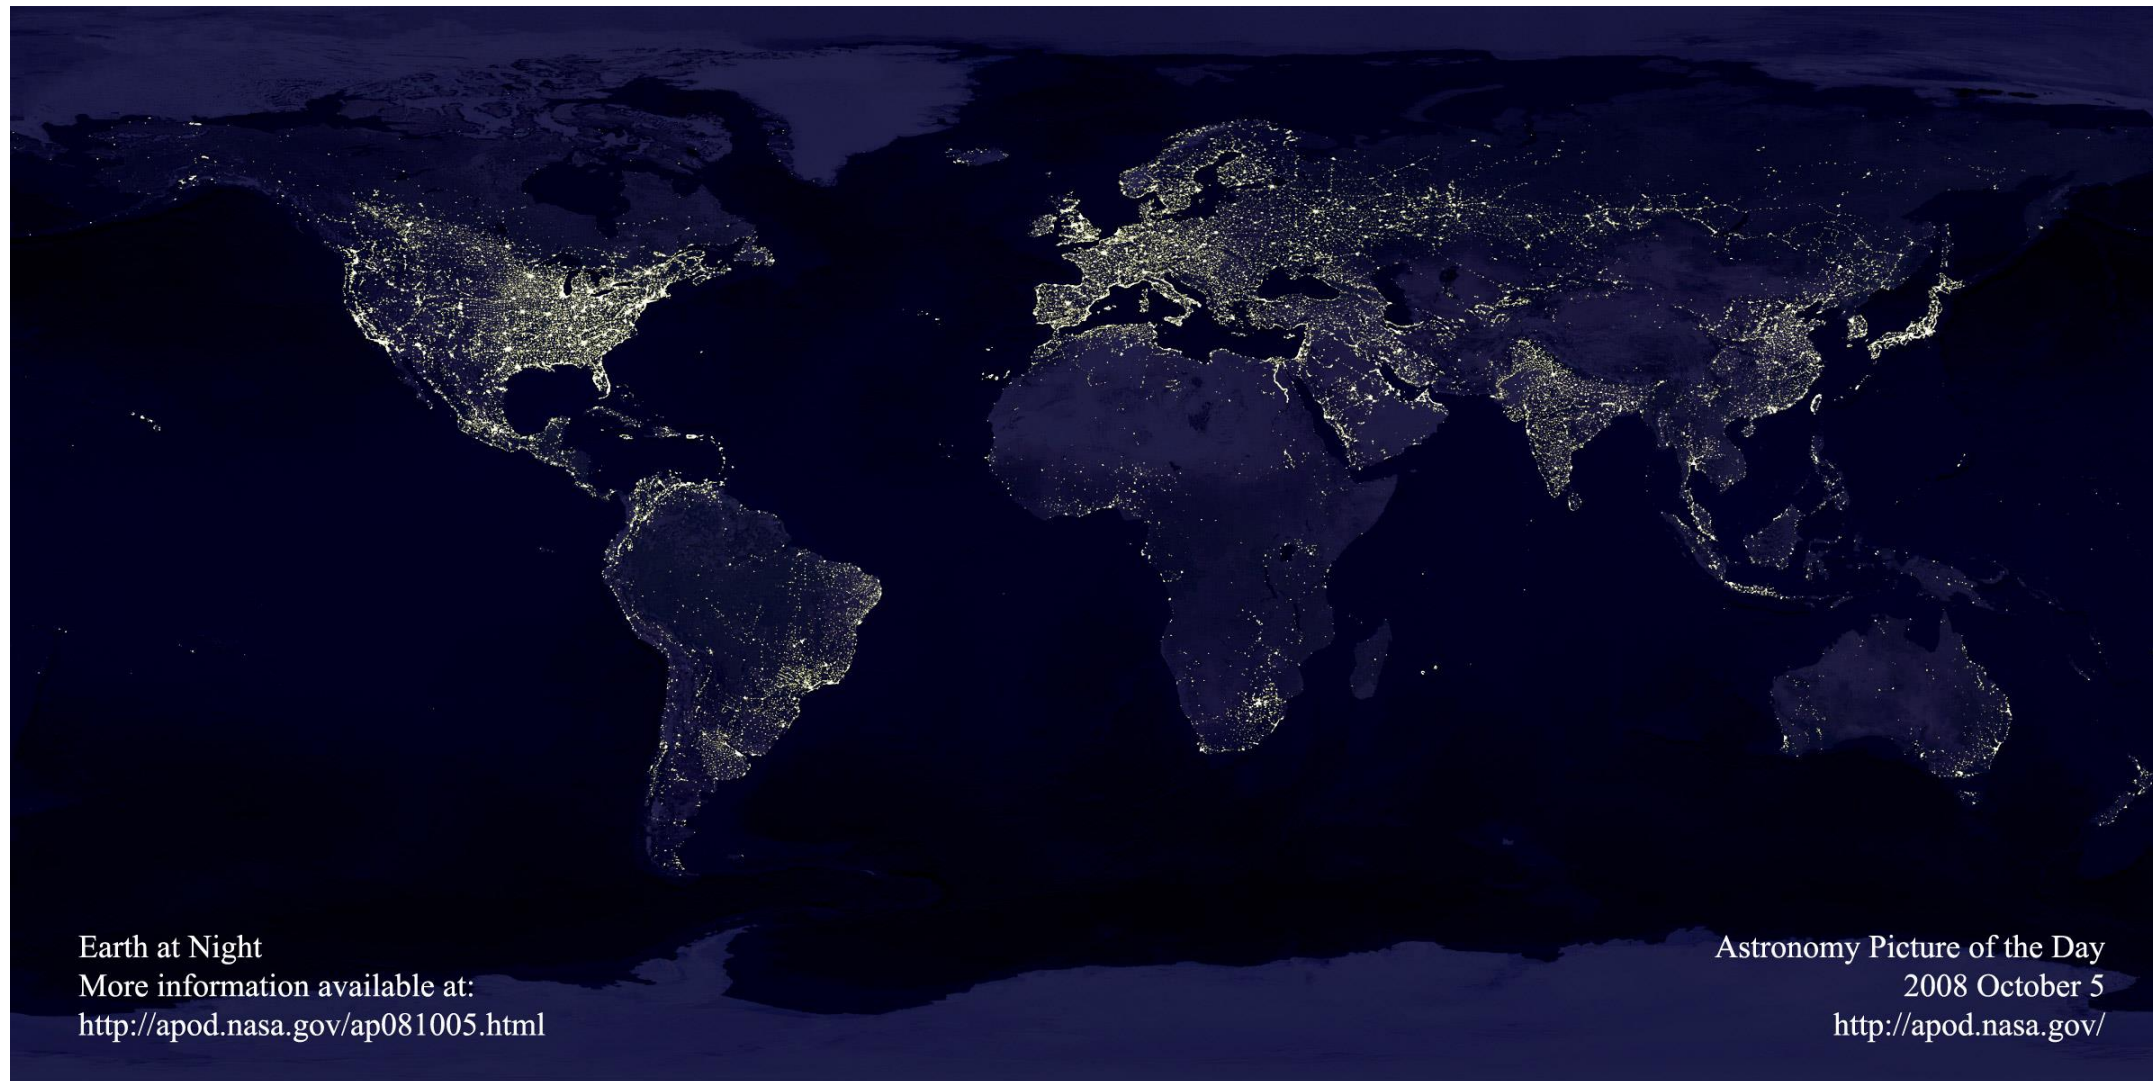 Earth at Night
More information available at:
http://apod.nasa.gov/ap081005.html
Astronomy Picture of the Day
2008 October 5
http://apod.nasa.gov/